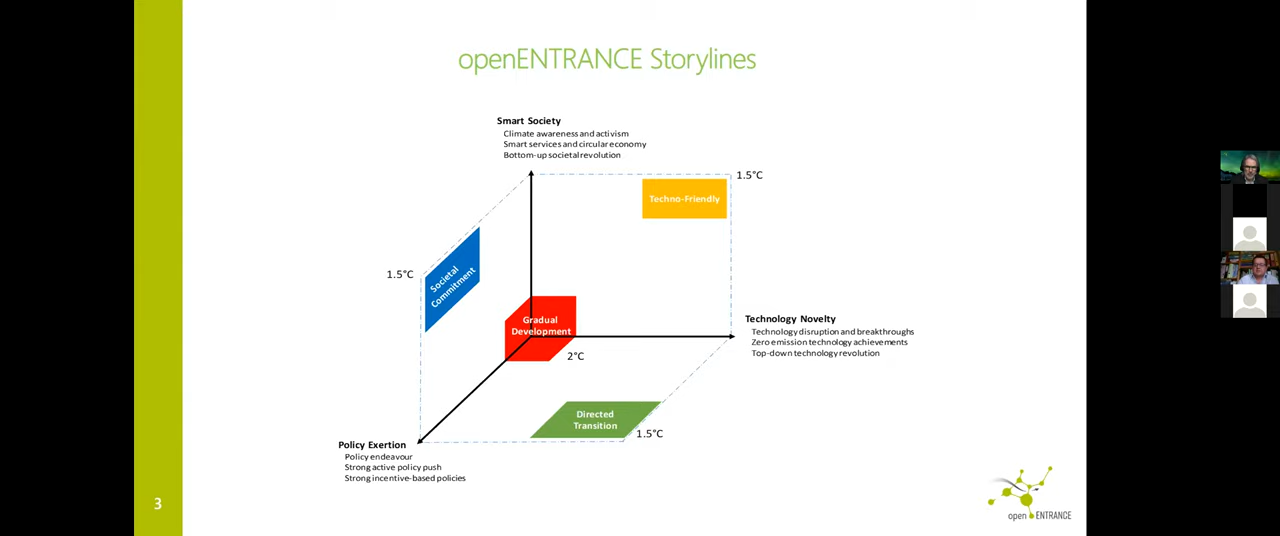 openENTRANCE Storylines
Smart Society
Climate awareness and activism
Smart services and circular economy
Bottom-up societal revolution
1.5°C
Techno-Friendly
1.5°C
Societal
Commitment
Gradual
Development
2°C
Technology Novelty
Technology disruption and breakthroughs
Zero emission technology achievements
Top-down technology revolution
Directed
Transition
1.5°C
Policy Exertion
Policy endeavour
Strong active policy push
Strong incentive-based policies
3
open ENTRANCE